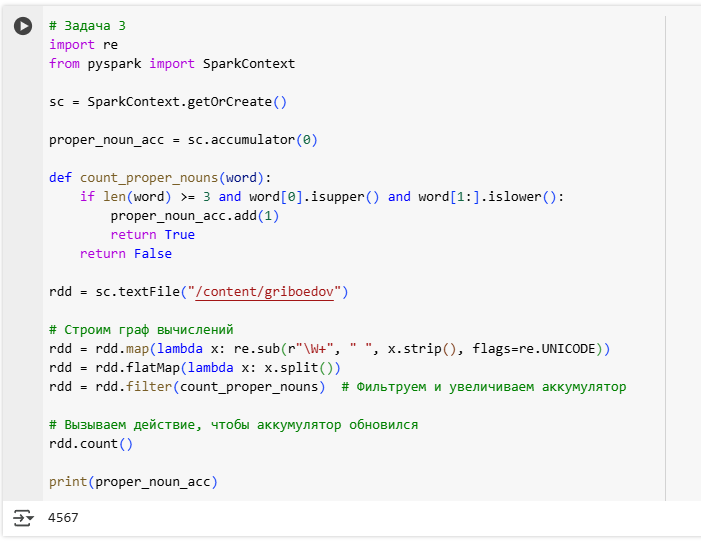 # Задача 3
import re
from pyspark import SparkContext
sc = SparkContext.getOrCreate()
proper_noun_acc = sc.accumulator(0)
def count_proper_nouns(word):
    if len(word) >= 3 and word[0].isupper() and word[1:].islower():
        proper_noun_acc.add(1)
        return True
    return False
rdd = sc.textFile("/content/griboedov")
# Строим граф вычислений
rdd = rdd.map(lambda x: re.sub(r"\W+", " ", x.strip(), flags=re.UNICODE))
rdd = rdd.flatMap(lambda x: x.split())
rdd = rdd.filter(count_proper_nouns)  # Фильтруем и увеличиваем аккумулятор
# Вызываем действие, чтобы аккумулятор обновился
rdd.count()
print(proper_noun_acc)
4567